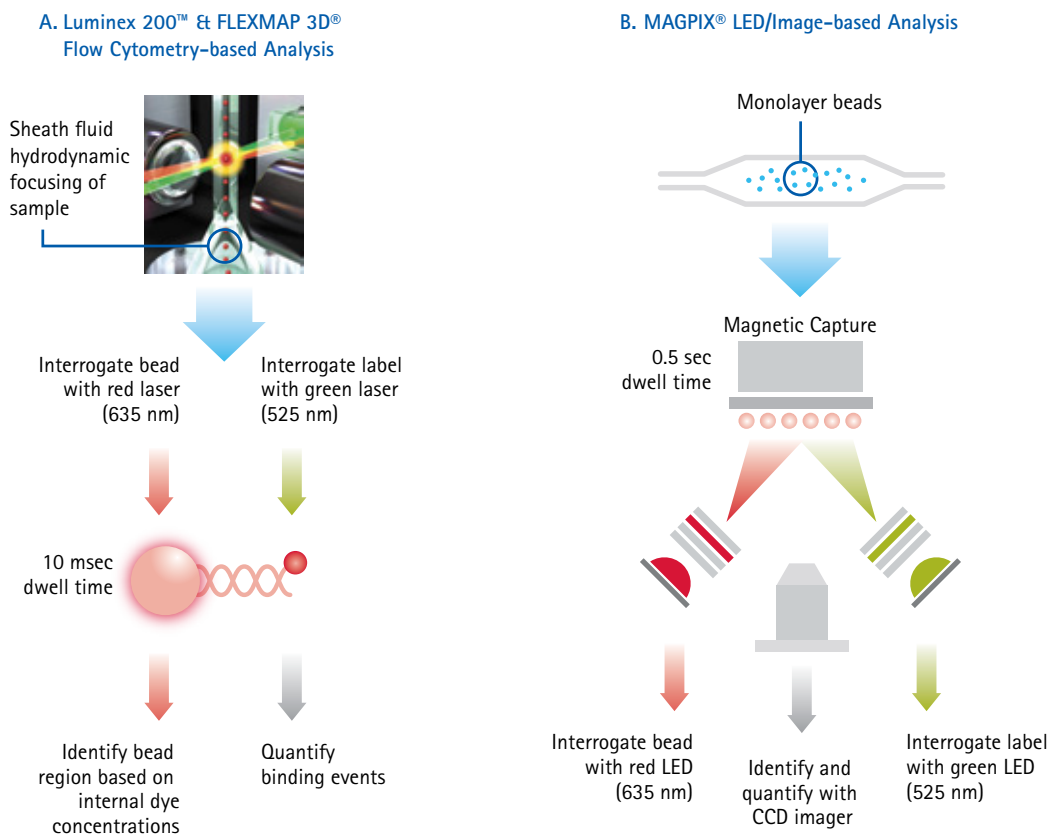 A. Luminex 200™ & FLEXMAP 3D®
Flow Cytometry-based Analysis
Sheath fluid
hydrodynamic
focusing of
sample
Interrogate bead
with red laser
(635 nm)
Interrogate label
with green laser
(525 nm)
10 msec
dwell time
Identify bead
region based on
internal dye
concentrations
Quantify
binding events
B. MAGPIX® LED/Image-based Analysis
Monolayer beads
Magnetic Capture
0.5 sec
dwell time
Interrogate bead
with red LED
(635 nm)
Identify and
quantify with
CCD imager
Interrogate label
with green LED
(525 nm)